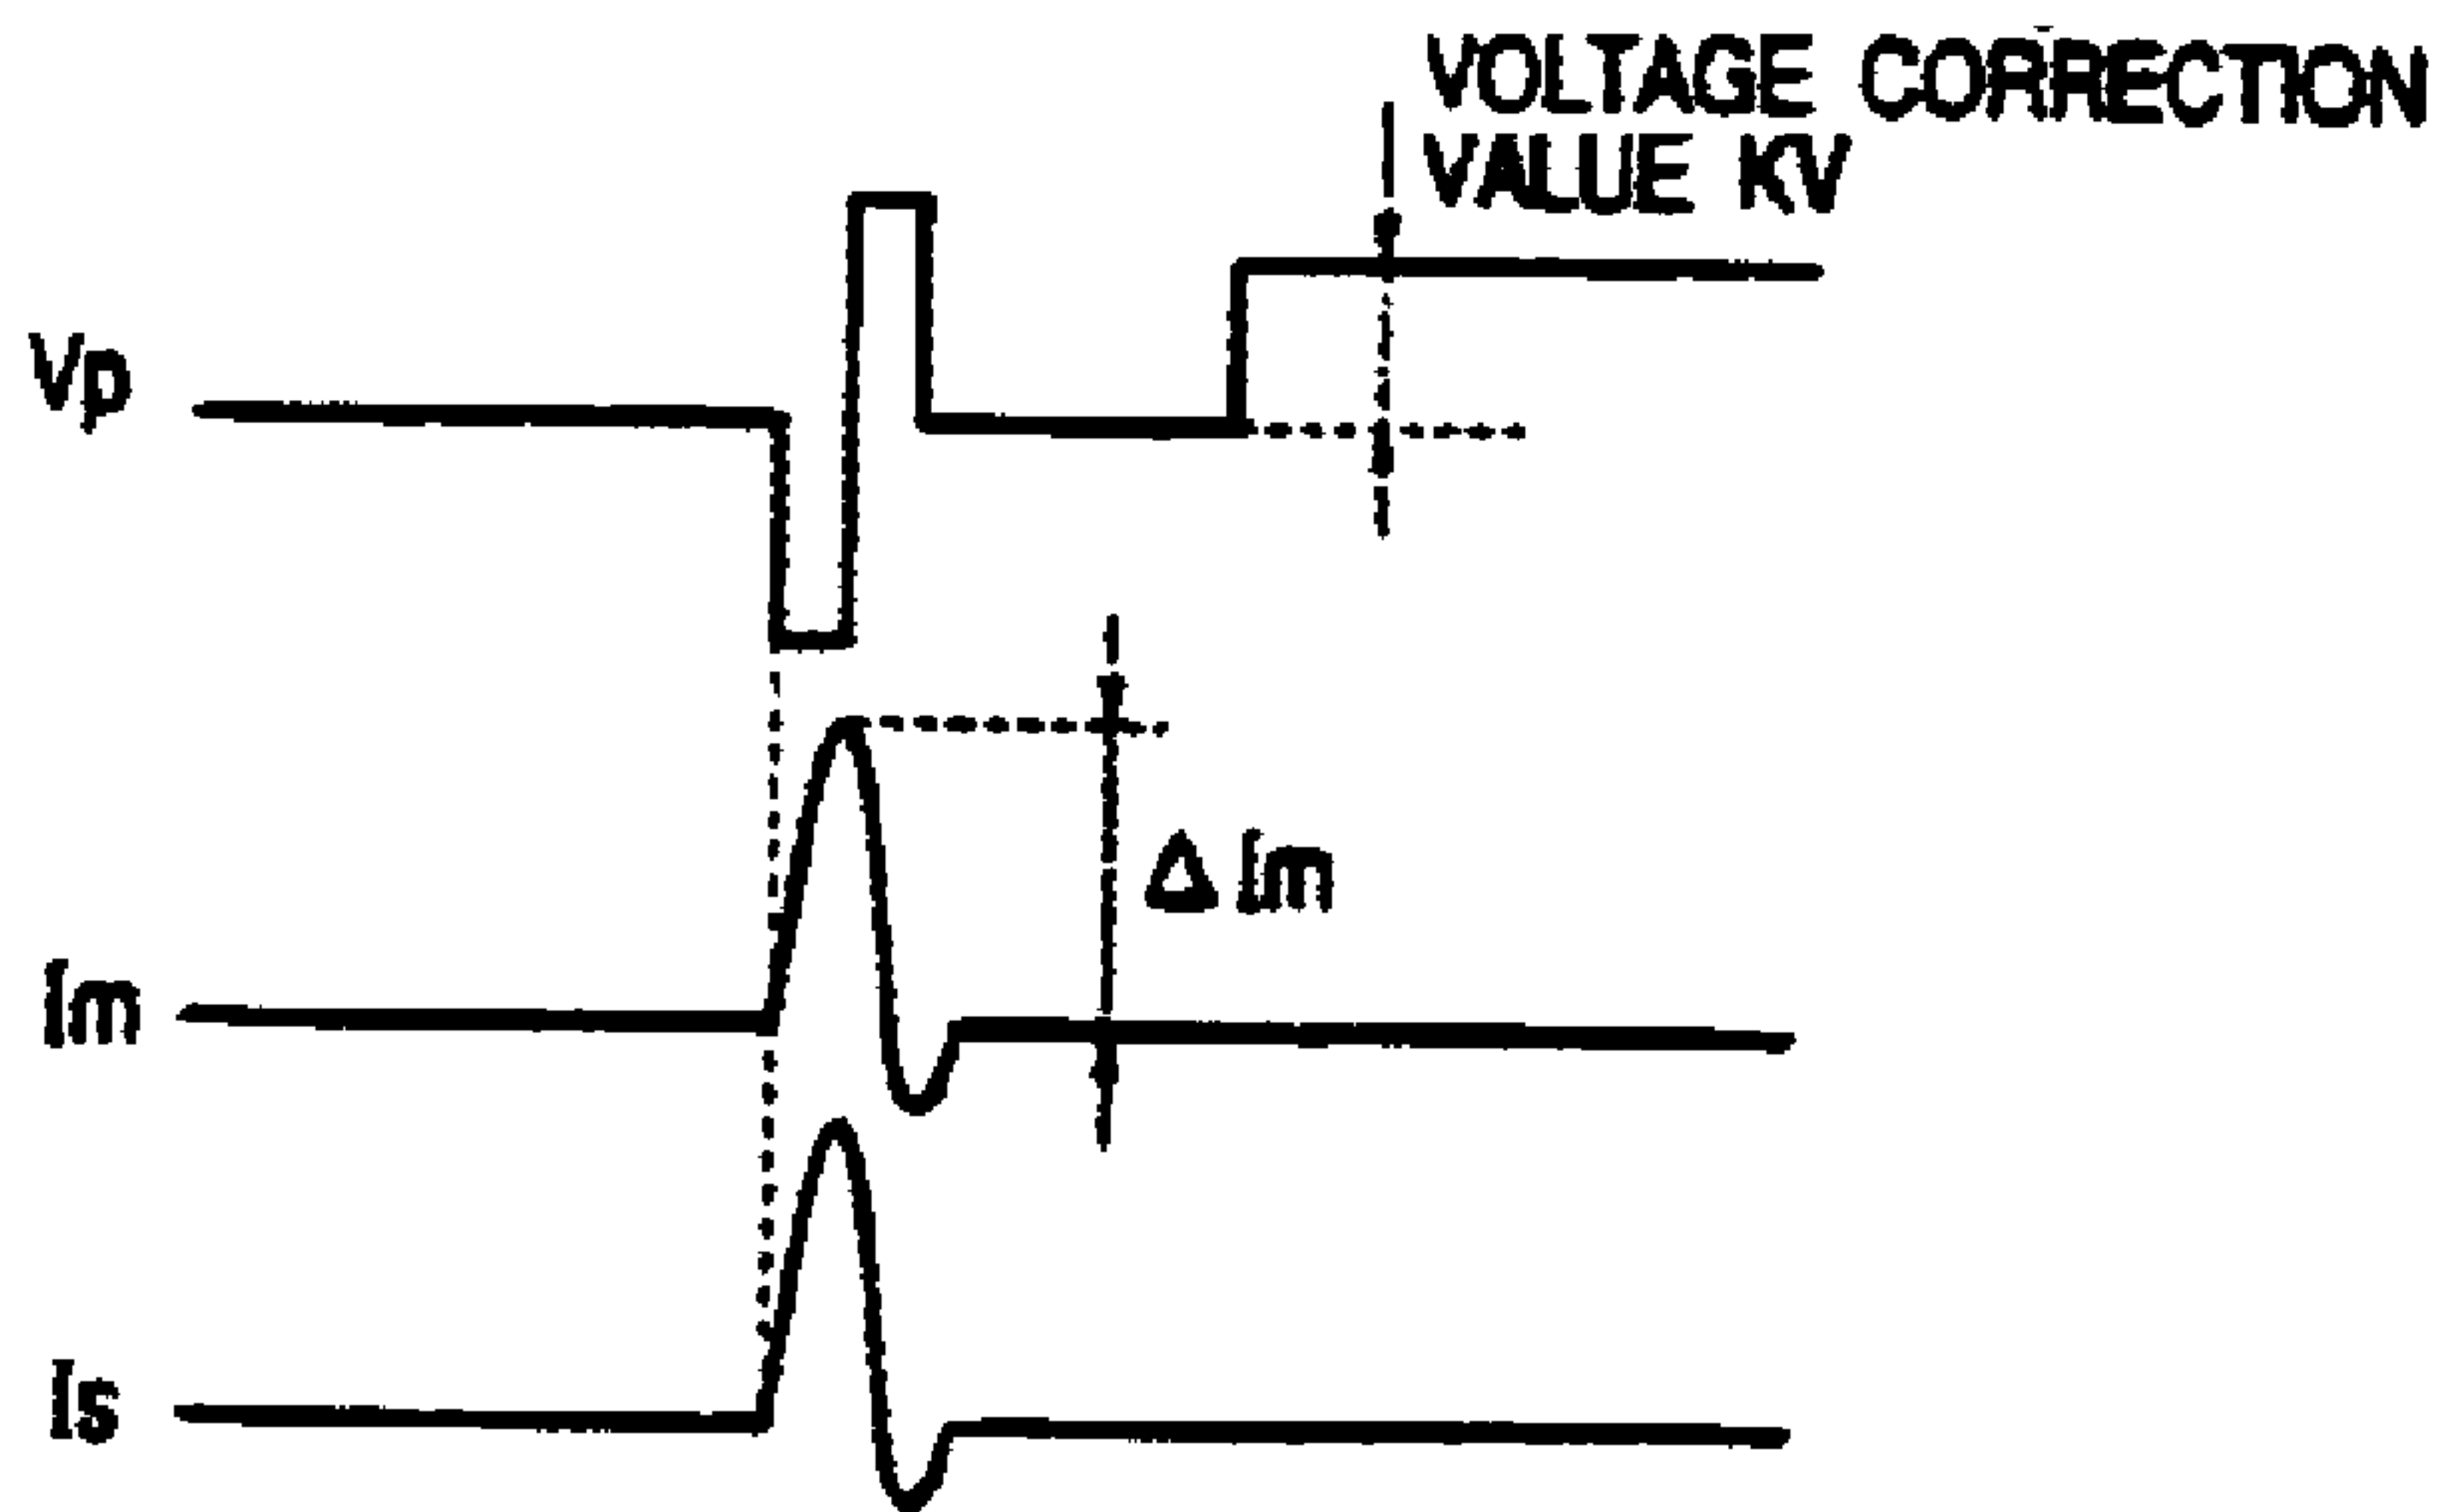 VOLTAGE CORRECTION
VALUE KV
Vp
Δ Im
Im
Is